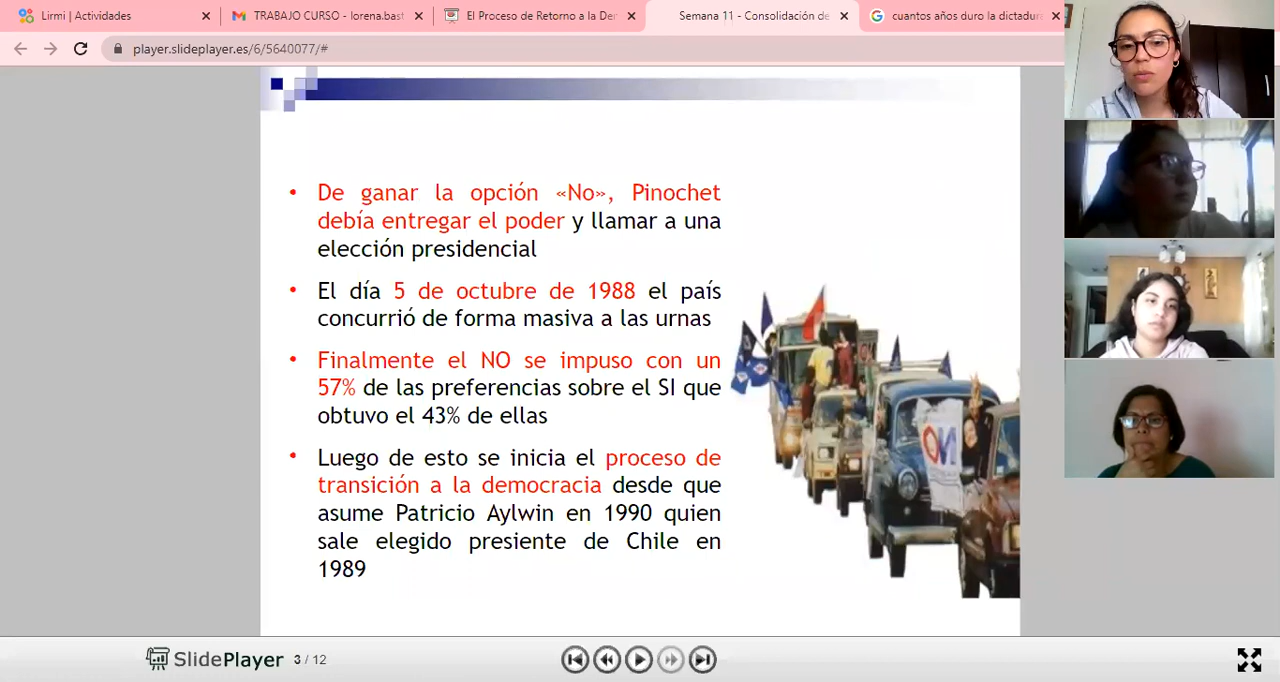 Lirmi | Actividades
TRABAJO CURSO - lorena.bast
El Proceso de Retorno a la Der
Semana 11 - Consolidación de
cuantos años duro la dictadura
player.slideplayer.es/6/5640077/#
• De ganar la opción «No», Pinochet
debía entregar el poder y llamar a una
elección presidencial
• El día 5 de octubre de 1988 el país
concurrió de forma masiva a las urnas
• Finalmente el NO se impuso con un
57% de las preferencias sobre el SI que
obtuvo el 43% de ellas
• Luego de esto se inicia el proceso de
transición a la democracia desde que
asume Patricio Aylwin en 1990 quien
sale elegido presiente de Chile en
1989
SlidePlayer 3 / 12